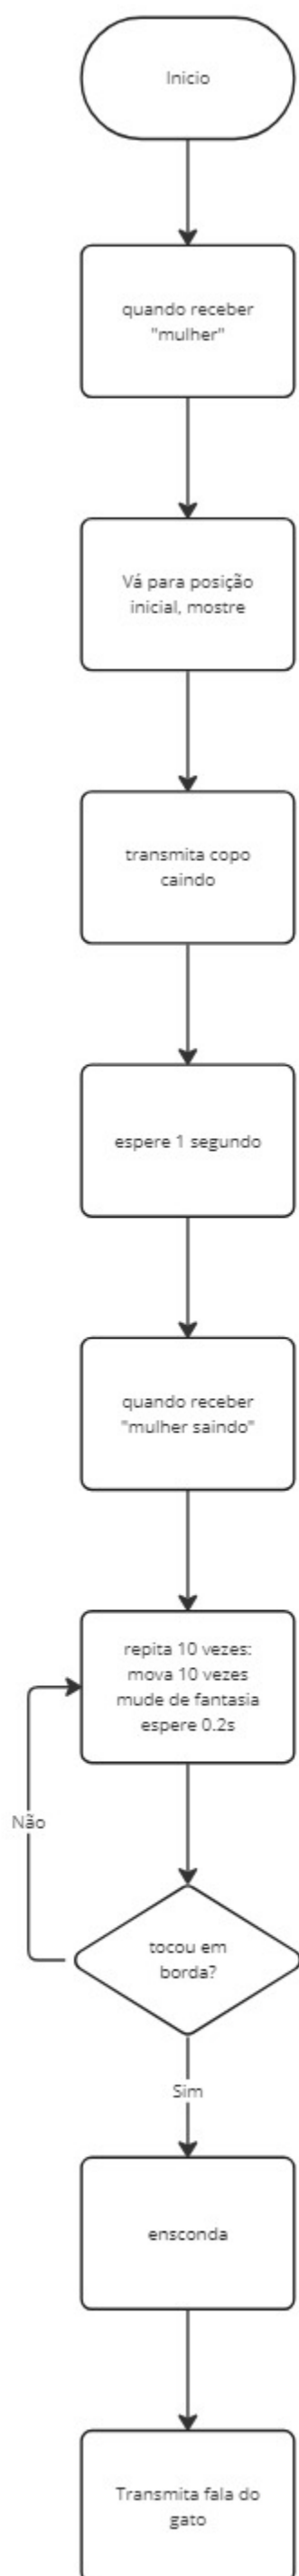 Inicio
quando receber
"mulher"
Vá para posição
inicial, mostre
transmita copo
caindo
espere 1 segundo
quando receber
"mulher saindo"
repita 10 vezes:
mova 10 vezes
mude de fantasia
espere 0.2s
Não
tocou em
borda?
Sim
ensconda
Transmita fala do
gato